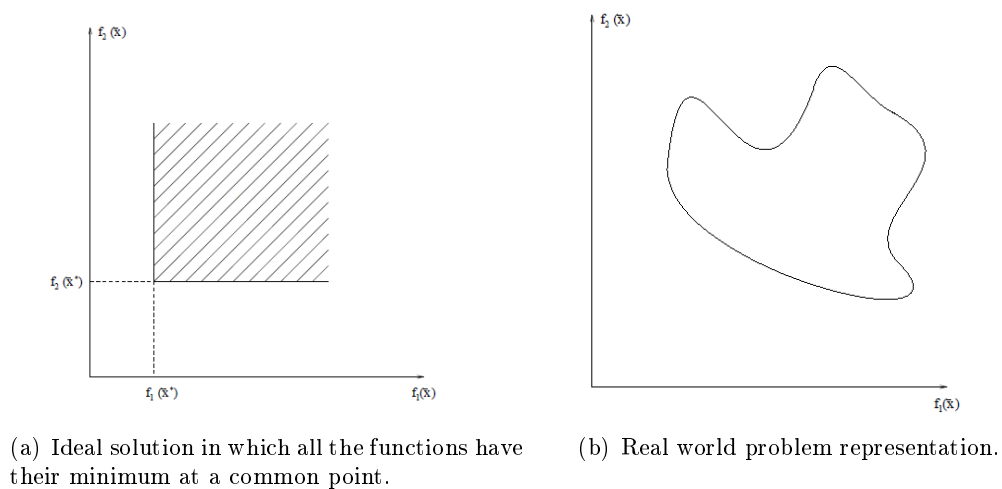 f₂ (x̄)
f₂ (x̄*)
f₁ (x̄*)
f₁(x̄)
(a) Ideal solution in which all the functions have
their minimum at a common point.
f₂ (x̄)
f₁(x̄)
(b) Real world problem representation.